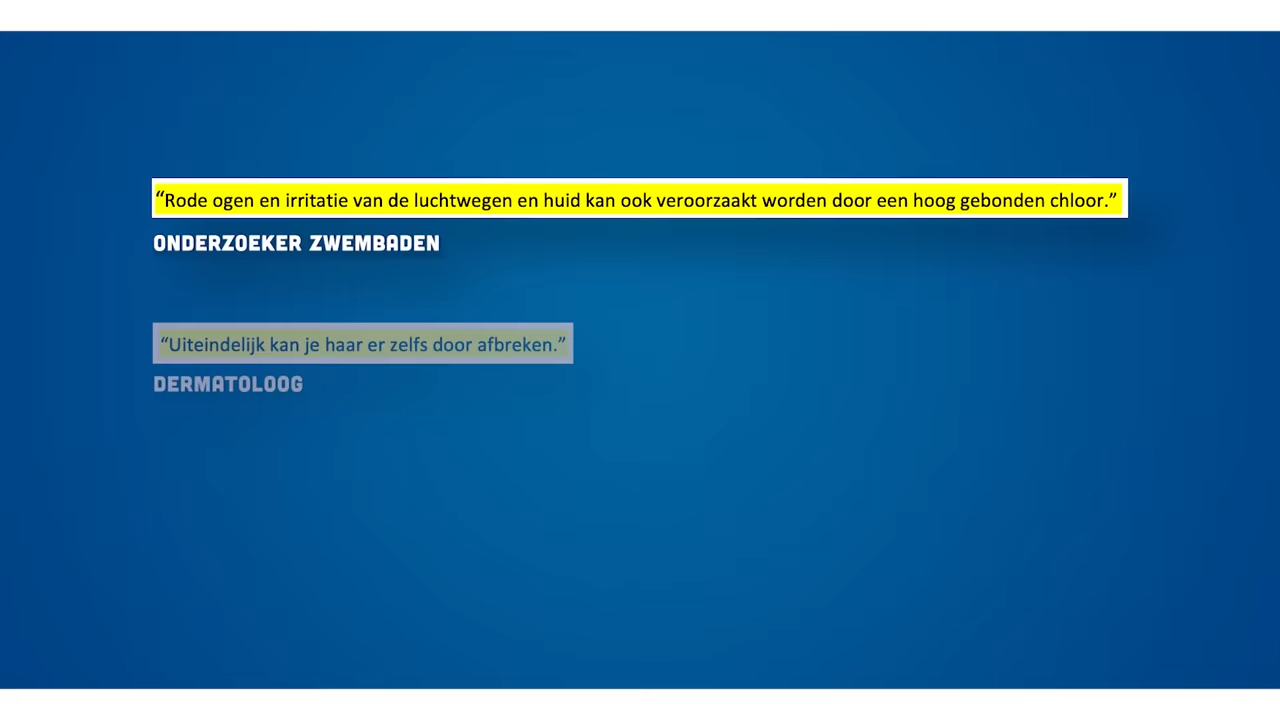 “Rode ogen en irritatie van de luchtwegen en huid kan ook veroorzaakt worden door een hoog gebonden chloor.”
ONDERZOEKER ZWEMBADEN
“Uiteindelijk kan je haar er zelfs door afbreken.”
DERMATOLOOG